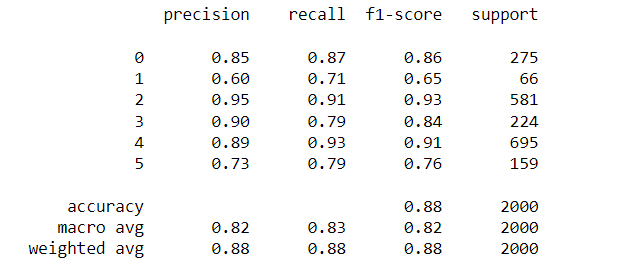 precision recall f1-score support
0 0.85 0.87 0.86 275
1 0.60 0.71 0.65 66
2 0.95 0.91 0.93 581
3 0.90 0.79 0.84 224
4 0.89 0.93 0.91 695
5 0.73 0.79 0.76 159
accuracy 0.88 2000
macro avg 0.82 0.83 0.82 2000
weighted avg 0.88 0.88 0.88 2000